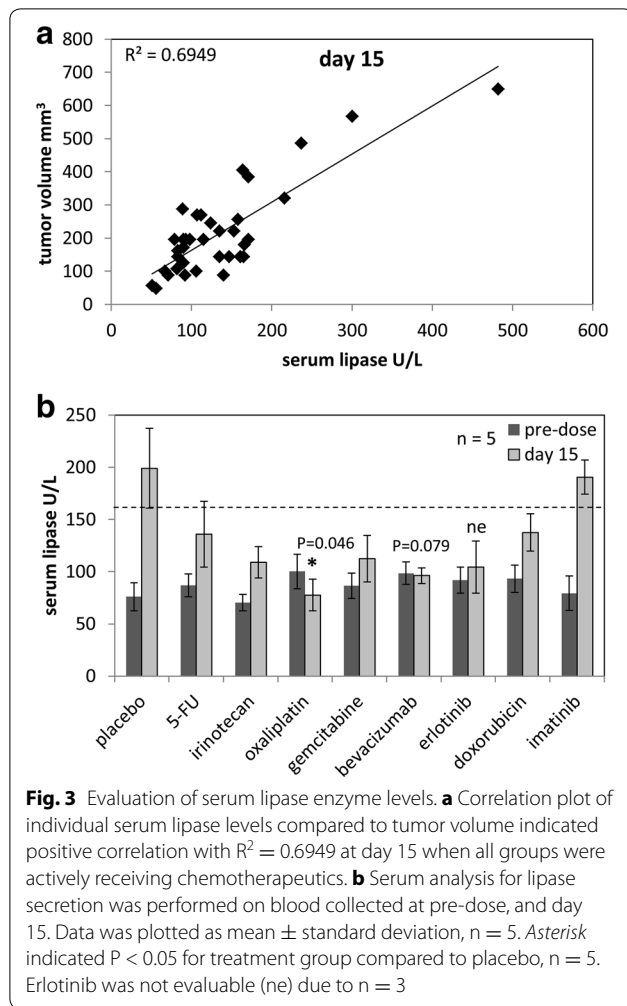 a
R² = 0.6949
day 15
tumor volume mm³
800
700
600
500
400
300
200
100
0
0 100 200 300 400 500 600
serum lipase U/L
b
serum lipase U/L
250
200
150
100
50
0
n = 5
pre-dose
day 15
P=0.046
*
P=0.079
ne
placebo
5-FU
irinotecan
oxaliplatin
gemcitabine
bevacizumab
erlotinib
doxorubicin
imatinib
Fig. 3 Evaluation of serum lipase enzyme levels. a Correlation plot of
individual serum lipase levels compared to tumor volume indicated
positive correlation with R² = 0.6949 at day 15 when all groups were
actively receiving chemotherapeutics. b Serum analysis for lipase
secretion was performed on blood collected at pre-dose, and day
15. Data was plotted as mean ± standard deviation, n = 5. Asterisk
indicated P < 0.05 for treatment group compared to placebo, n = 5.
Erlotinib was not evaluable (ne) due to n = 3